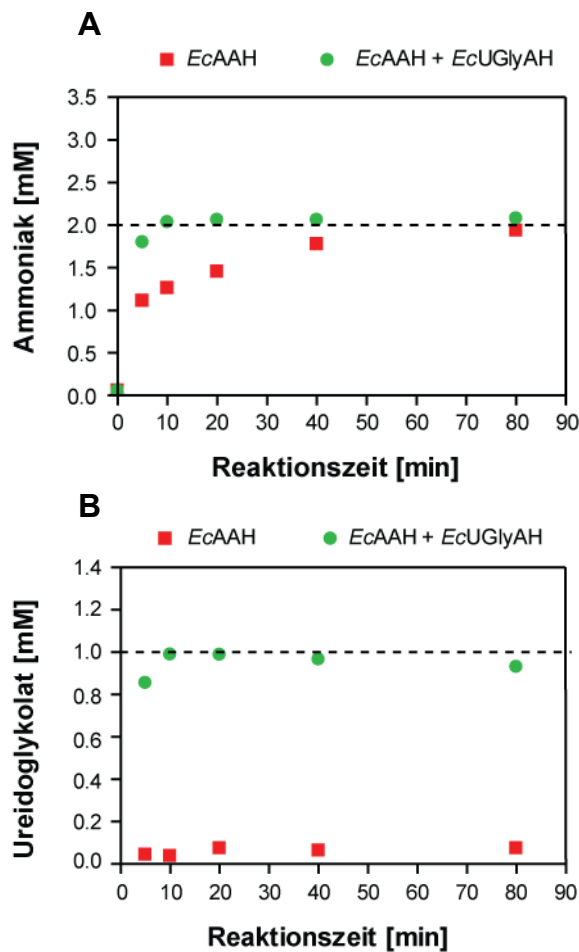 A
EcAAH EcAAH + EcUGlyAH
3.5
3.0
2.5
2.0
1.5
1.0
0.5
0.0
Ammoniak [mM]
0 10 20 30 40 50 60 70 80 90
Reaktionszeit [min]
B
EcAAH EcAAH + EcUGlyAH
1.4
1.2
1.0
0.8
0.6
0.4
0.2
0.0
Ureidoglykolat [mM]
0 10 20 30 40 50 60 70 80 90
Reaktionszeit [min]